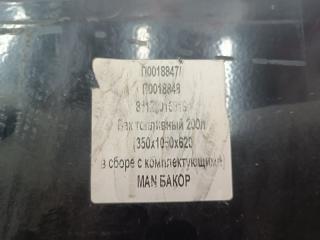 П0018847/
П0018848
Бак топливный 200л
(350х1050х620
в сборе с комплектующими)
MAN БАКОР